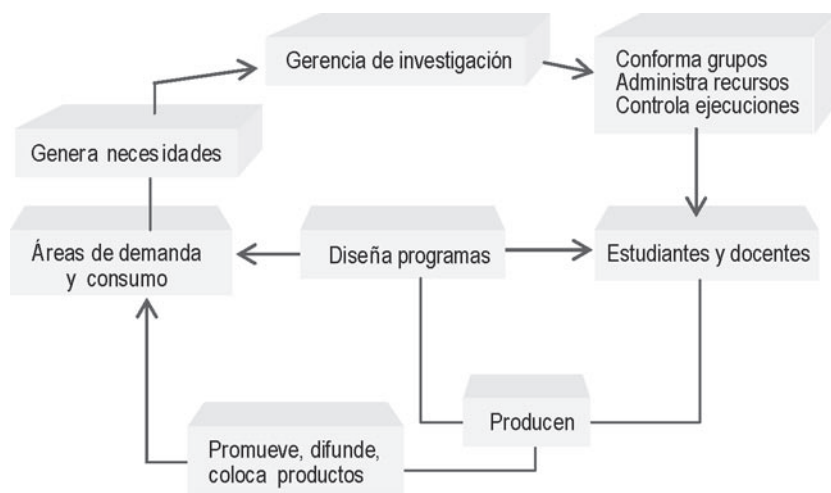 Gerencia de investigación
Conforma grupos
Administra recursos
Controla ejecuciones
Genera necesidades
Áreas de demanda
y consumo
Diseña programas
Estudiantes y docentes
Producen
Promueve, difunde,
coloca productos